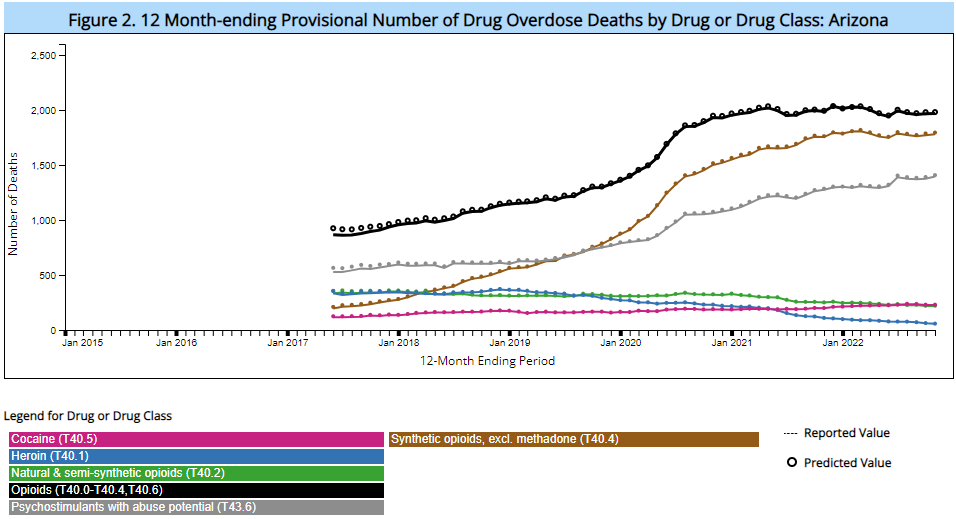 Figure 2. 12 Month-ending Provisional Number of Drug Overdose Deaths by Drug or Drug Class: Arizona
2,500
2,000
1,500
1,000
500
0
Number of Deaths
Jan 2015 Jan 2016 Jan 2017 Jan 2018 Jan 2019 Jan 2020 Jan 2021 Jan 2022
12-Month Ending Period
Legend for Drug or Drug Class
Cocaine (T40.5)
Heroin (T40.1)
Natural & semi-synthetic opioids (T40.2)
Opioids (T40.0-T40.4,T40.6)
Psychostimulants with abuse potential (T43.6)
Synthetic opioids, excl. methadone (T40.4)
Reported Value
Predicted Value